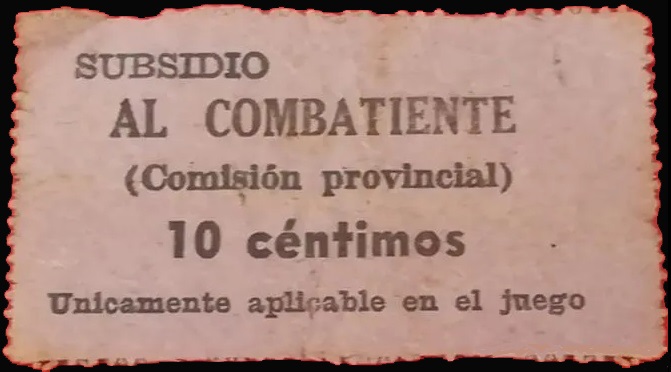 SUBSIDIO
AL COMBATIENTE
(Comisión provincial)
10 céntimos
Unicamente aplicable en el juego